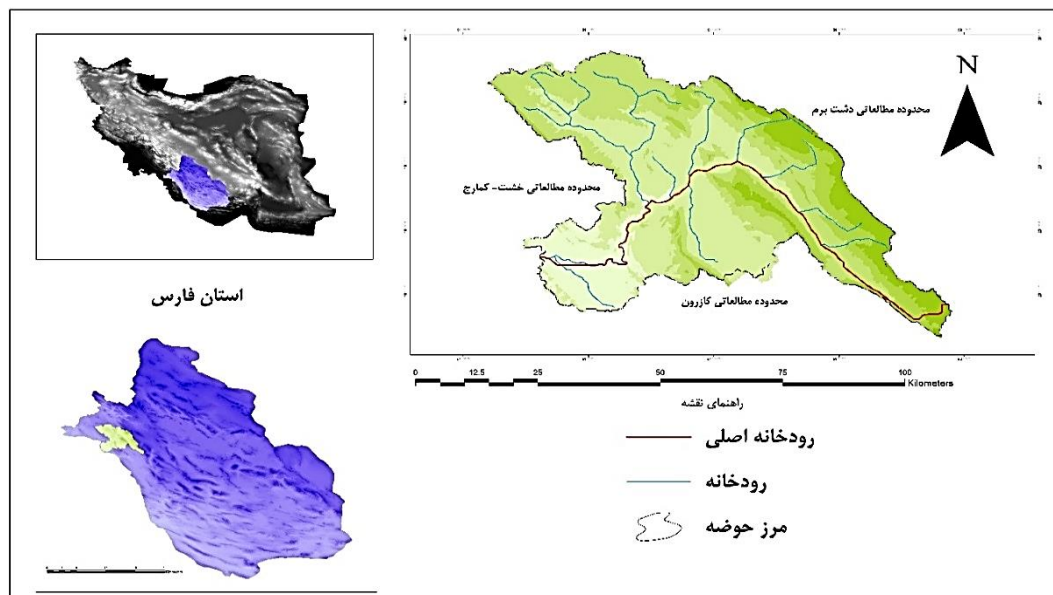 N
محدوده مطالعاتی دشت برم
محدوده مطالعاتی خشت- کمارج
محدوده مطالعاتی کازرون
استان فارس
0 12.5 25 50 75 100
Kilometers
راهنمای نقشه
رودخانه اصلی
رودخانه
مرز حوضه